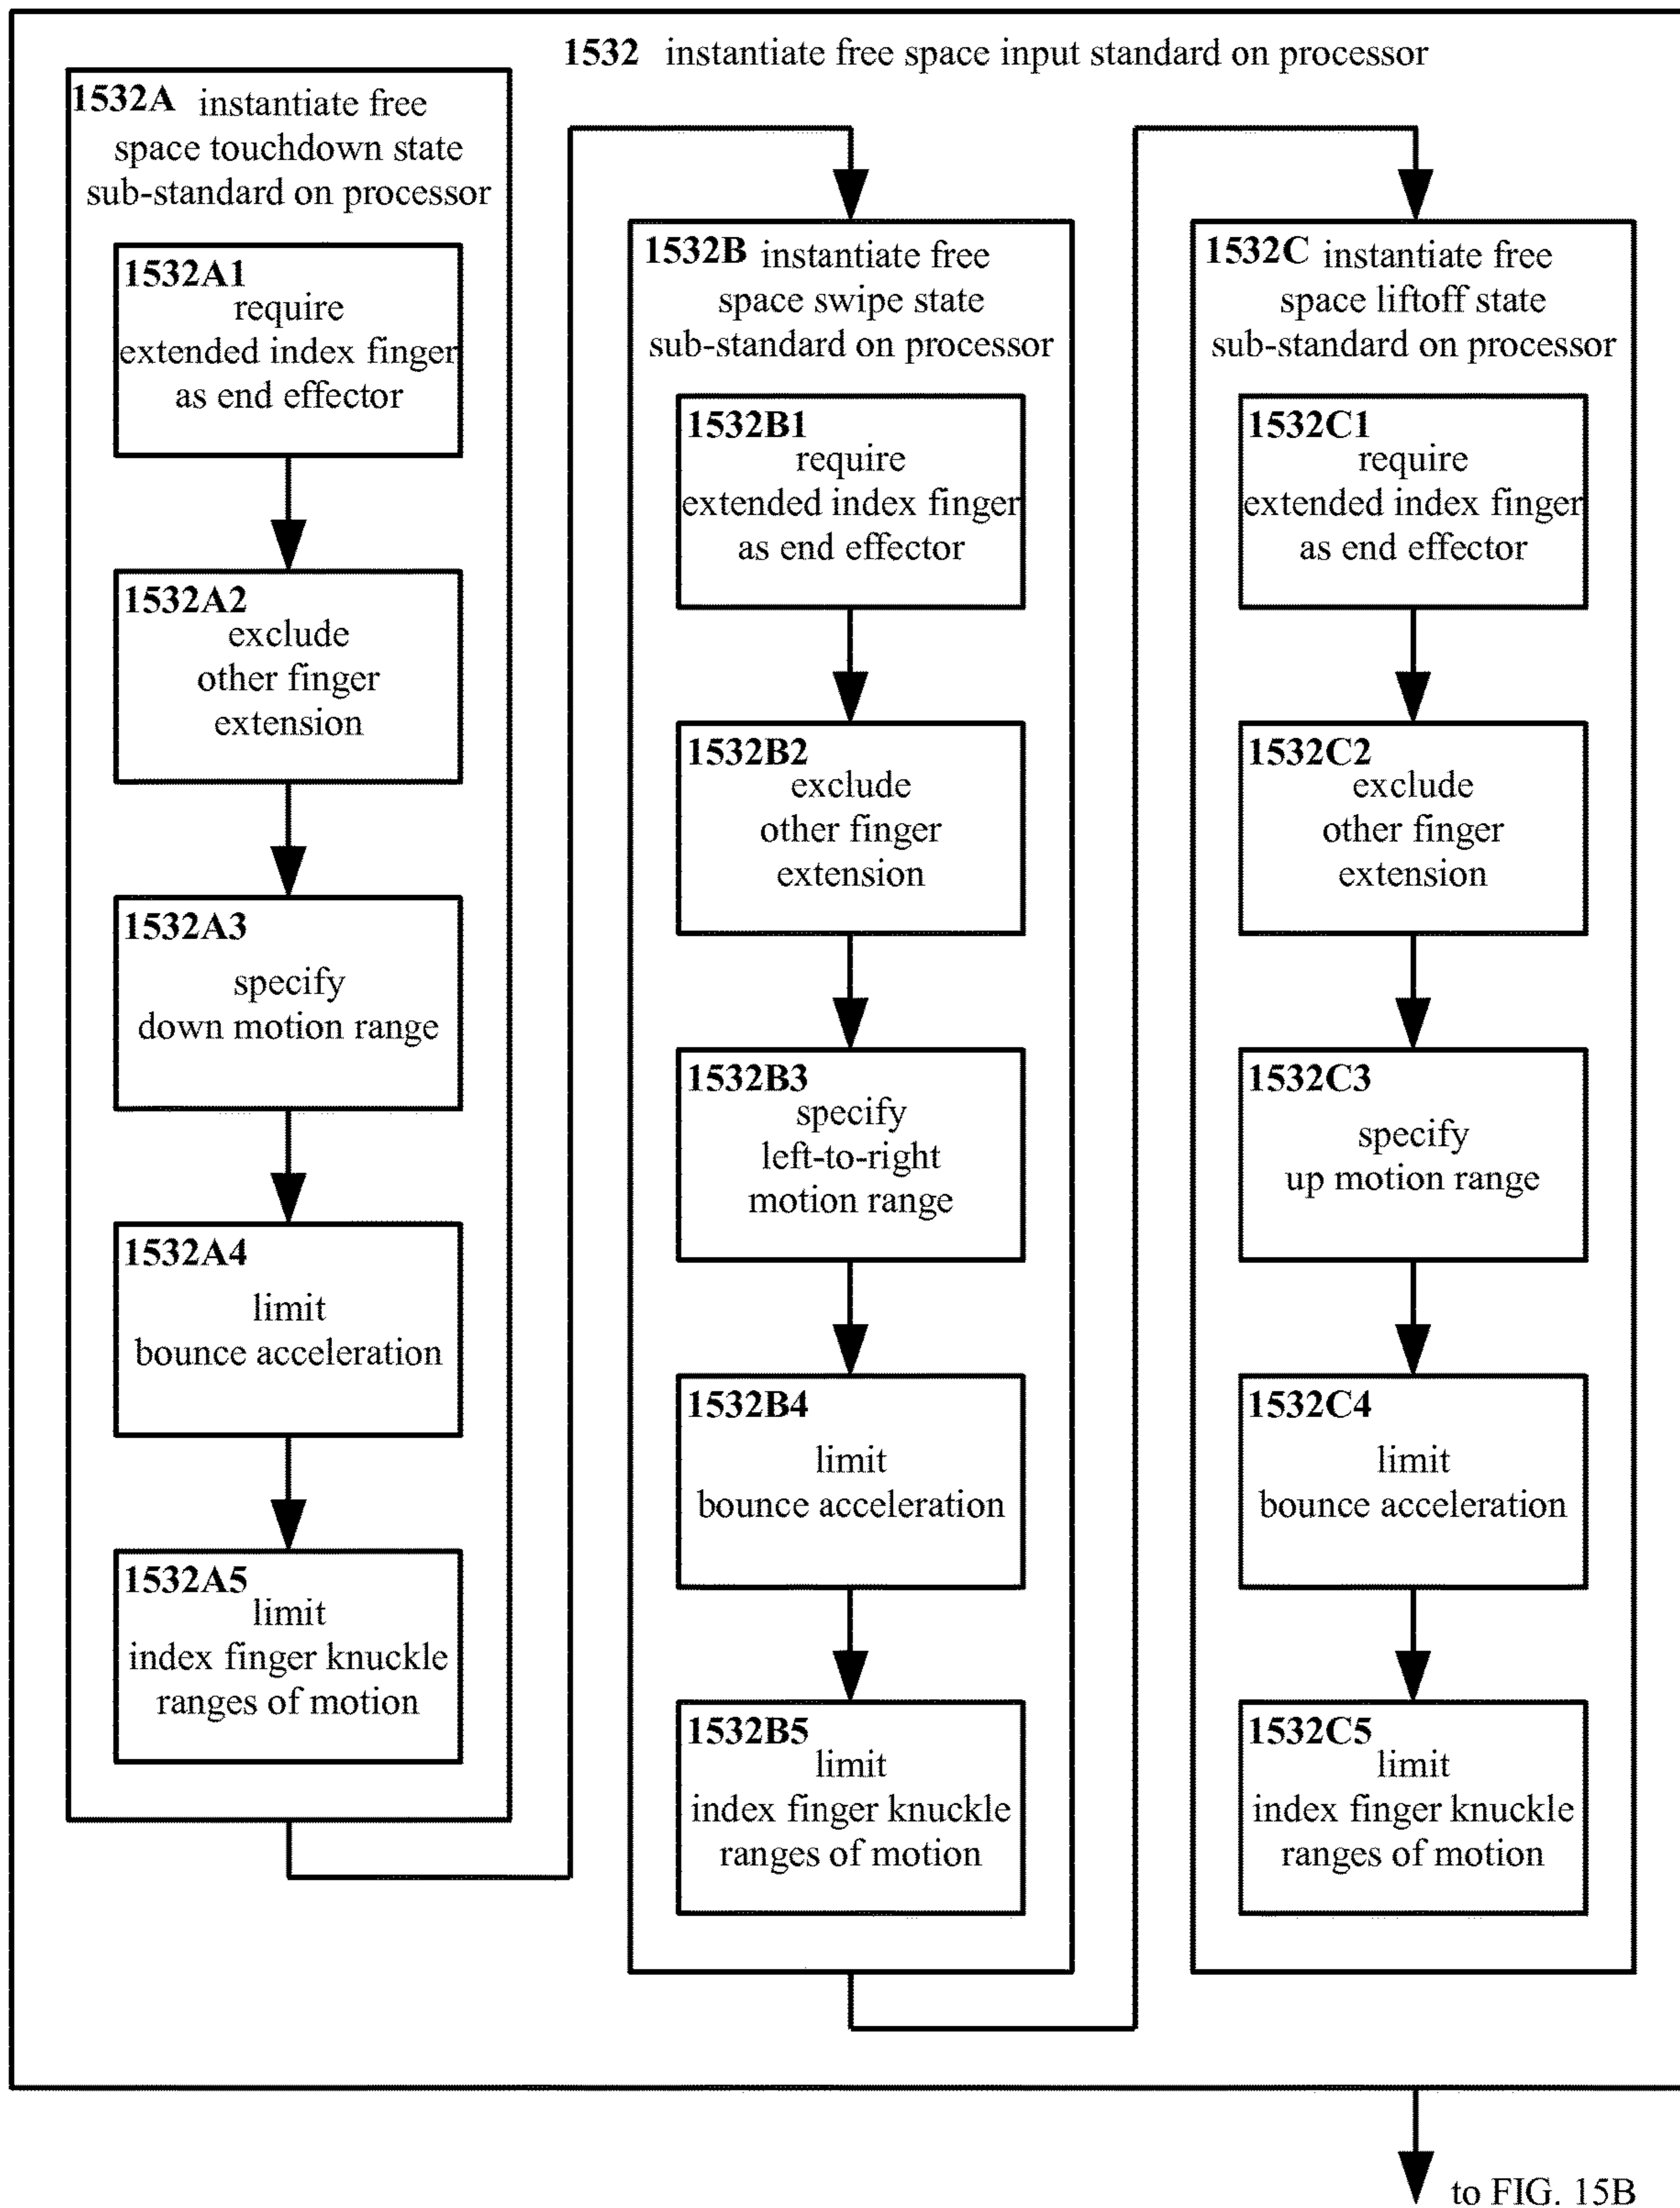 1532 instantiate free space input standard on processor
1532A instantiate free
space touchdown state
sub-standard on processor
1532A1
require
extended index finger
as end effector
1532A2
exclude
other finger
extension
1532A3
specify
down motion range
1532A4
limit
bounce acceleration
1532A5
limit
index finger knuckle
ranges of motion
1532B instantiate free
space swipe state
sub-standard on processor
1532B1
require
extended index finger
as end effector
1532B2
exclude
other finger
extension
1532B3
specify
left-to-right
motion range
1532B4
limit
bounce acceleration
1532B5
limit
index finger knuckle
ranges of motion
1532C instantiate free
space liftoff state
sub-standard on processor
1532C1
require
extended index finger
as end effector
1532C2
exclude
other finger
extension
1532C3
specify
up motion range
1532C4
limit
bounce acceleration
1532C5
limit
index finger knuckle
ranges of motion
to FIG. 15B